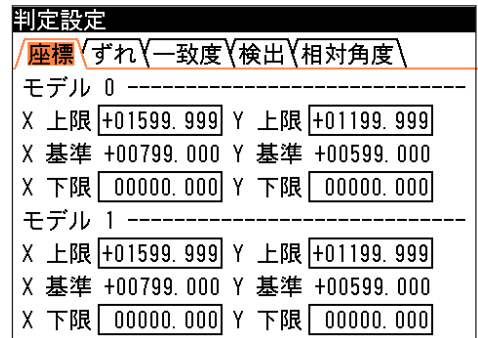 判定設定
座標 ずれ 一致度 検出 相対角度
モデル 0 -----------------------------
X 上限 +01599.999 Y 上限 +01199.999
X 基準 +00799.000 Y 基準 +00599.000
X 下限 00000.000 Y 下限 00000.000
モデル 1 -----------------------------
X 上限 +01599.999 Y 上限 +01199.999
X 基準 +00799.000 Y 基準 +00599.000
X 下限 00000.000 Y 下限 00000.000